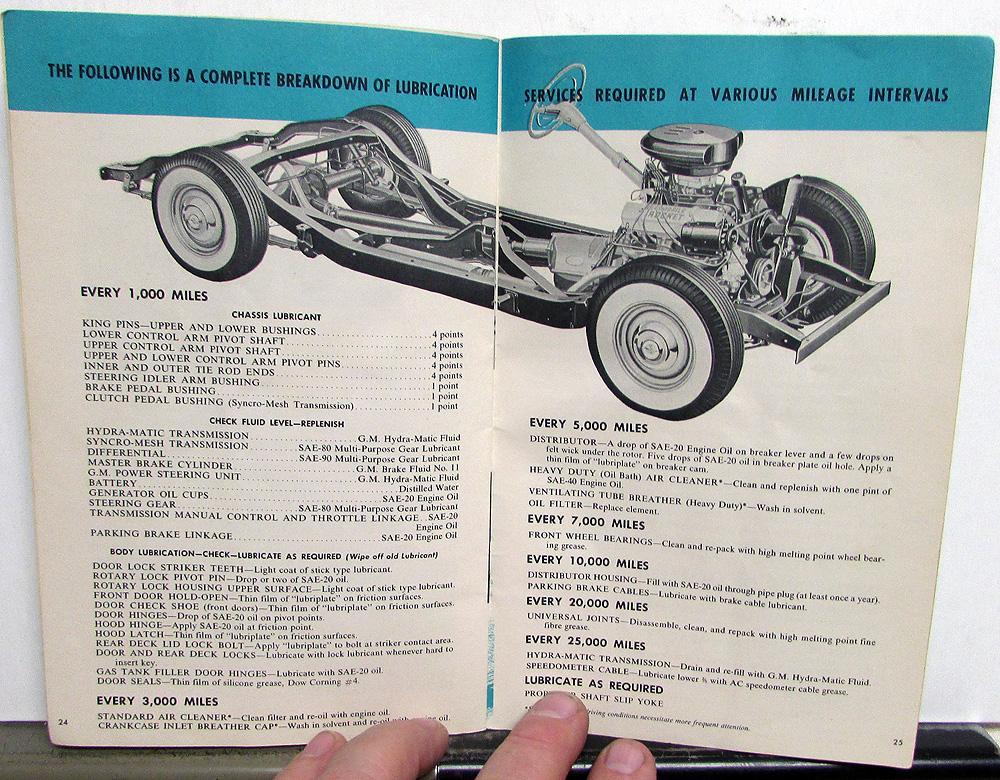 THE FOLLOWING IS A COMPLETE BREAKDOWN OF LUBRICATION
EVERY 1,000 MILES
CHASSIS LUBRICANT
KING PINS—UPPER AND LOWER BUSHINGS 4 points
LOWER CONTROL ARM PIVOT SHAFT 4 points
UPPER CONTROL ARM PIVOT SHAFT 4 points
UPPER AND LOWER CONTROL ARM PIVOT PINS 4 points
INNER AND OUTER TIE ROD ENDS 4 points
STEERING IDLER ARM BUSHING 1 point
BRAKE PEDAL BUSHING 1 point
CLUTCH PEDAL BUSHING (Syncro-Mesh Transmission) 1 point
CHECK FLUID LEVEL—REPLENISH
HYDRA-MATIC TRANSMISSION G.M. Hydra-Matic Fluid
SYNCRO-MESH TRANSMISSION SAE-80 Multi-Purpose Gear Lubricant
DIFFERENTIAL SAE-90 Multi-Purpose Gear Lubricant
MASTER BRAKE CYLINDER G.M. Brake Fluid No. 11
G.M. POWER STEERING UNIT G.M. Hydra-Matic Fluid
BATTERY Distilled Water
GENERATOR OIL CUPS SAE-20 Engine Oil
STEERING GEAR SAE-80 Multi-Purpose Gear Lubricant
TRANSMISSION MANUAL CONTROL AND THROTTLE LINKAGE SAE-20
Engine Oil
PARKING BRAKE LINKAGE SAE-20 Engine Oil
BODY LUBRICATION—CHECK—LUBRICATE AS REQUIRED (Wipe off old Lubricant)
DOOR LOCK STRIKER TEETH—Light coat of stick type lubricant.
ROTARY LOCK PIVOT PIN—Drop or two of SAE-20 oil.
ROTARY LOCK HOUSING UPPER SURFACE—Light coat of stick type lubricant.
FRONT DOOR HOLD-OPEN—Thin film of "lubriplate" on friction surfaces.
DOOR CHECK SHOE (front doors)—Thin film of "lubriplate" on friction surfaces.
DOOR HINGES—Drop of SAE-20 oil on pivot points.
HOOD HINGE—Apply SAE-20 oil at friction point.
HOOD LATCH—Thin film of "lubriplate" on friction surfaces.
REAR DECK LID LOCK BOLT—Apply "lubriplate" to bolt at striker contact area.
DOOR AND REAR DECK LOCKS—Lubricate with lock lubricant whenever hard to
insert key.
GAS TANK FILLER DOOR HINGES—Lubricate with SAE-20 oil.
DOOR SEALS—Thin film of silicone grease, Dow Corning #4.
EVERY 3,000 MILES
STANDARD AIR CLEANER*—Clean filter and re-oil with engine oil.
CRANKCASE INLET BREATHER CAP*—Wash in solvent and re-oil with engine oil.
24
SERVICES REQUIRED AT VARIOUS MILEAGE INTERVALS
ROCKET
EVERY 5,000 MILES
DISTRIBUTOR—A drop of SAE-20 Engine Oil on breaker lever and a few drops on
felt wick under the rotor. Five drops of SAE-20 oil in breaker plate oil hole. Apply a
thin film of "lubriplate" on breaker cam.
HEAVY DUTY (Oil Bath) AIR CLEANER*—Clean and replenish with one pint of
SAE-40 Engine Oil.
VENTILATING TUBE BREATHER (Heavy Duty)*—Wash in solvent.
OIL FILTER—Replace element.
EVERY 7,000 MILES
FRONT WHEEL BEARINGS—Clean and re-pack with high melting point wheel bear-
ing grease.
EVERY 10,000 MILES
DISTRIBUTOR HOUSING—Fill with SAE-20 oil through pipe plug (at least once a year).
PARKING BRAKE CABLES—Lubricate with brake cable lubricant.
EVERY 20,000 MILES
UNIVERSAL JOINTS—Disassemble, clean, and repack with high melting point fine
fibre grease.
EVERY 25,000 MILES
HYDRA-MATIC TRANSMISSION—Drain and re-fill with G.M. Hydra-Matic Fluid.
SPEEDOMETER CABLE—Lubricate lower ⅔ with AC speedometer cable grease.
LUBRICATE AS REQUIRED
SHAFT SLIP YOKE
driving conditions necessitate more frequent attention.
25